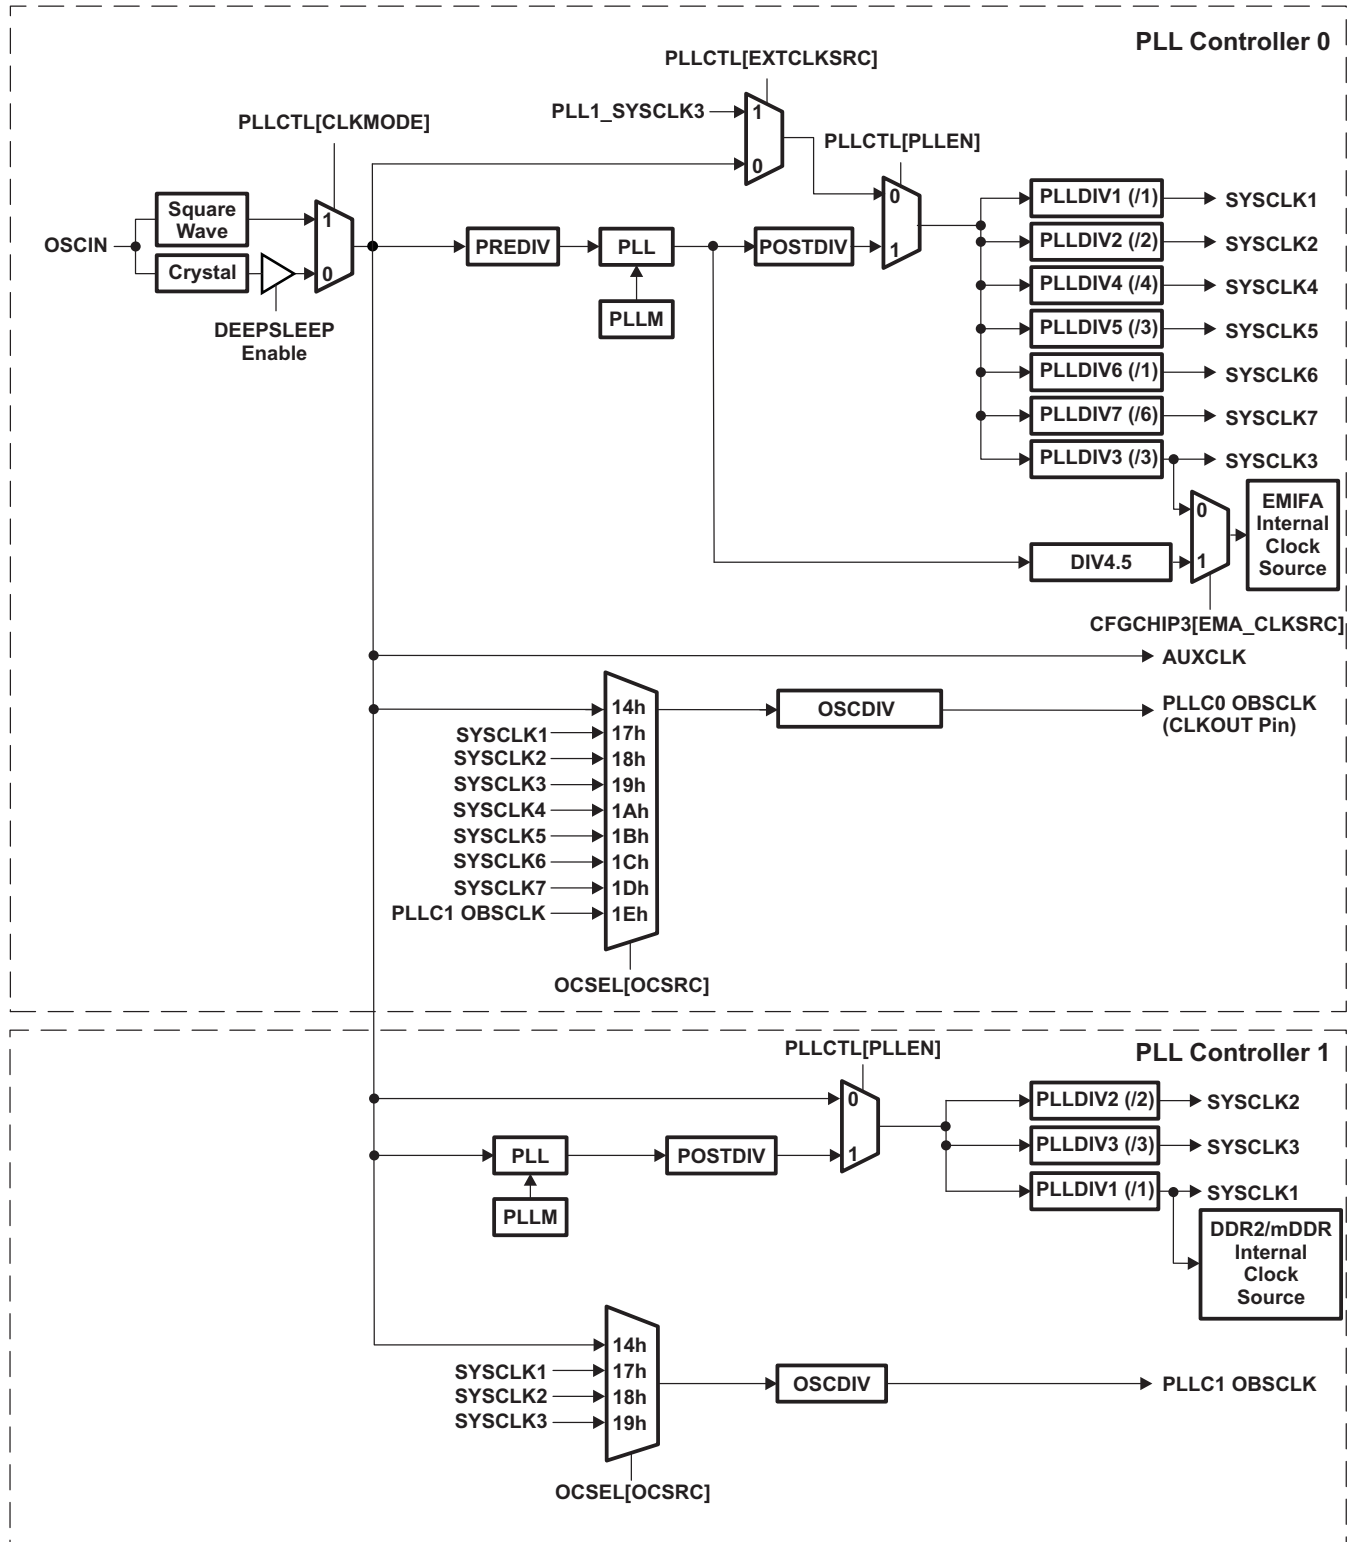 PLL Controller 0
PLLCTL[EXTCLKSRC]
PLL1_SYSCLK3
1
0
PLLCTL[CLKMODE]
PLLCTL[PLLEN]
OSCIN
Square
Wave
Crystal
1
0
DEEPSLEEP
Enable
PREDIV
PLL
PLLM
POSTDIV
0
1
PLLDIV1 (/1)
SYSCLK1
PLLDIV2 (/2)
SYSCLK2
PLLDIV4 (/4)
SYSCLK4
PLLDIV5 (/3)
SYSCLK5
PLLDIV6 (/1)
SYSCLK6
PLLDIV7 (/6)
SYSCLK7
PLLDIV3 (/3)
SYSCLK3
DIV4.5
0
1
EMIFA
Internal
Clock
Source
CFGCHIP3[EMA_CLKSRC]
AUXCLK
14h
SYSCLK1 17h
SYSCLK2 18h
SYSCLK3 19h
SYSCLK4 1Ah
SYSCLK5 1Bh
SYSCLK6 1Ch
SYSCLK7 1Dh
PLLC1 OBSCLK 1Eh
OCSEL[OCSRC]
OSCDIV
PLLC0 OBSCLK
(CLKOUT Pin)
PLL Controller 1
PLLCTL[PLLEN]
0
1
PLL
PLLM
POSTDIV
PLLDIV2 (/2)
SYSCLK2
PLLDIV3 (/3)
SYSCLK3
PLLDIV1 (/1)
SYSCLK1
DDR2/mDDR
Internal
Clock
Source
14h
SYSCLK1 17h
SYSCLK2 18h
SYSCLK3 19h
OCSEL[OCSRC]
OSCDIV
PLLC1 OBSCLK